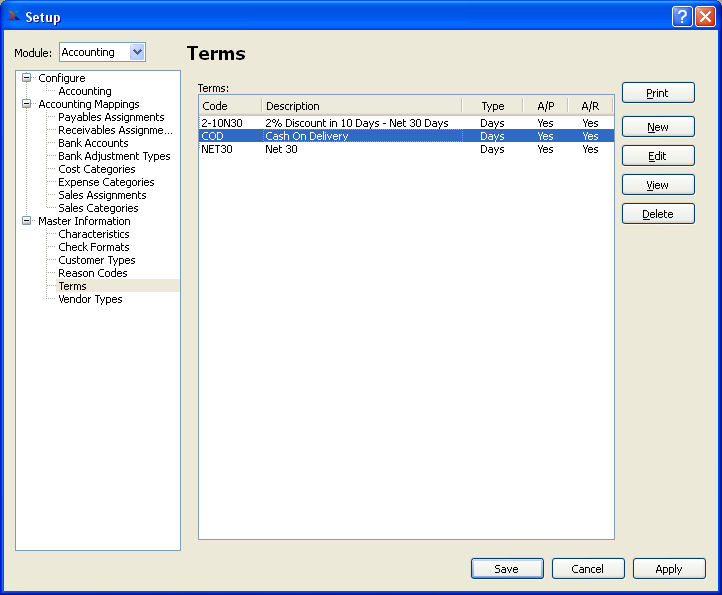 Setup
Module: Accounting
Terms
Configure
Accounting
Accounting Mappings
Payables Assignments
Receivables Assignme...
Bank Accounts
Bank Adjustment Types
Cost Categories
Expense Categories
Sales Assignments
Sales Categories
Master Information
Characteristics
Check Formats
Customer Types
Reason Codes
Terms
Vendor Types
Terms:
Code Description Type A/P A/R
2-10N30 2% Discount in 10 Days - Net 30 Days Days Yes Yes
COD Cash On Delivery Days Yes Yes
NET30 Net 30 Days Yes Yes
Print
New
Edit
View
Delete
Save Cancel Apply